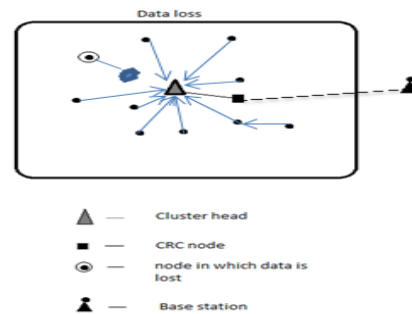 Data loss
Cluster head
CRC node
node in which data is
lost
Base station